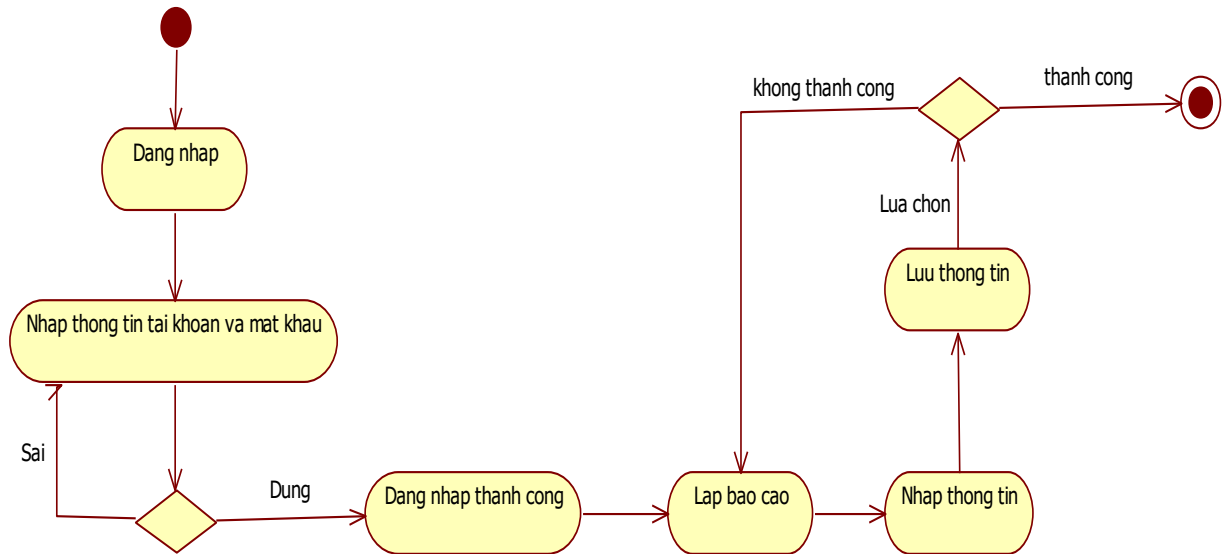 Dang nhap
Nhap thong tin tai khoan va mat khau
Sai
Dung
Dang nhap thanh cong
Lap bao cao
Nhap thong tin
Luu thong tin
Lua chon
khong thanh cong
thanh cong